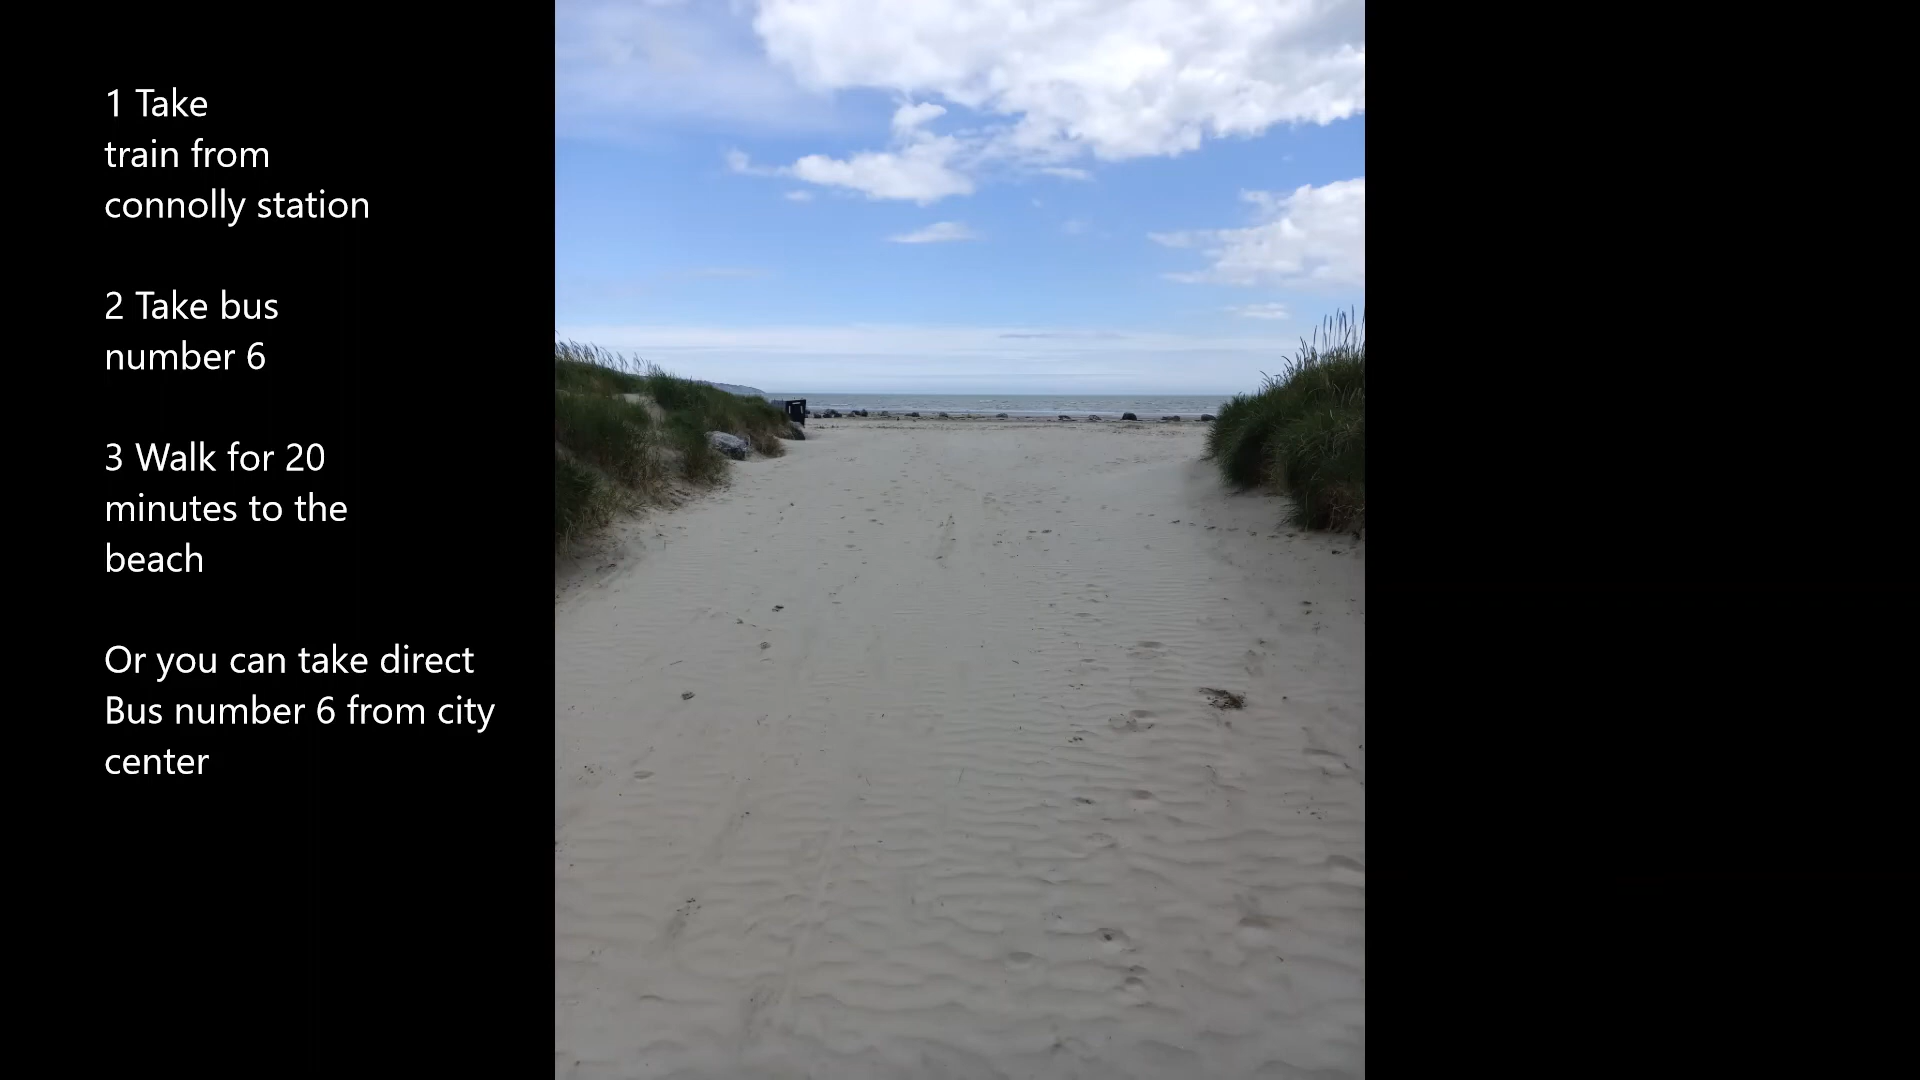 1 Take
train from
connolly station
2 Take bus
number 6
3 Walk for 20
minutes to the
beach
Or you can take direct
Bus number 6 from city
center